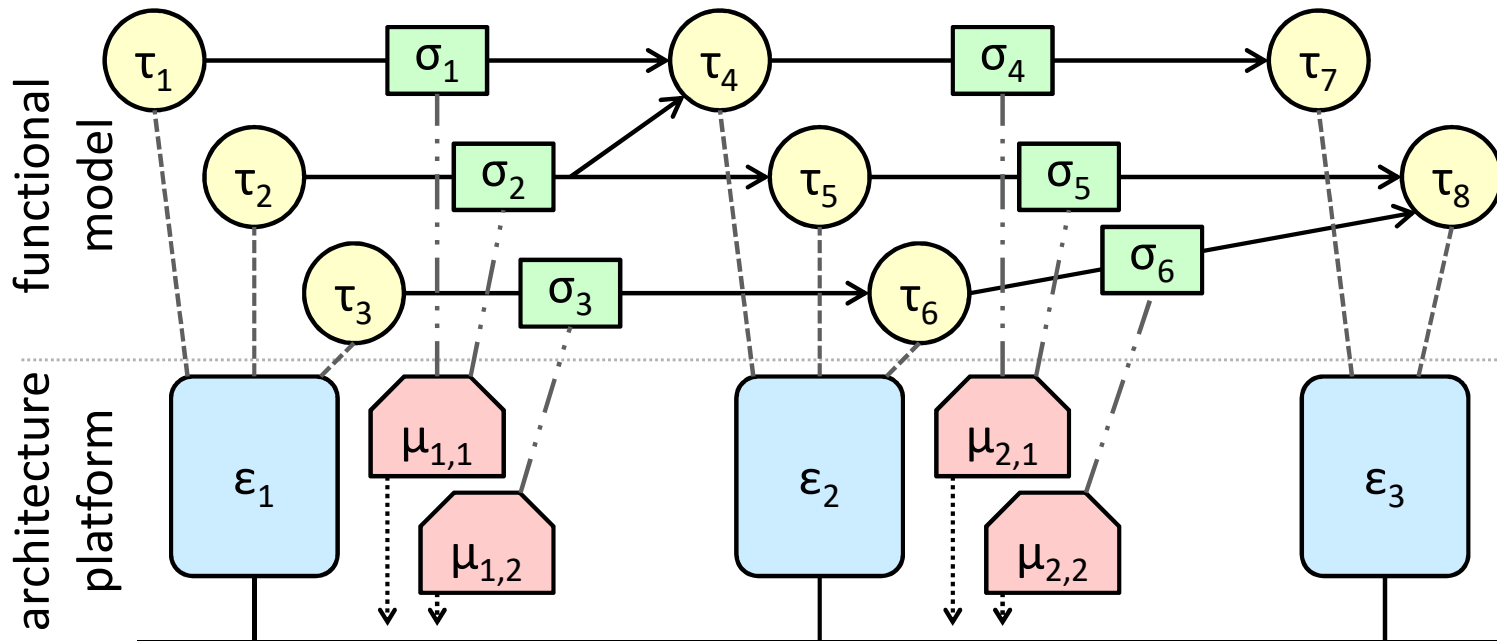 functional
model
τ1
σ1
τ4
σ4
τ7
τ2
σ2
τ5
σ5
τ8
τ3
σ3
τ6
σ6
architecture
platform
ε1
μ1,1
μ1,2
ε2
μ2,1
μ2,2
ε3